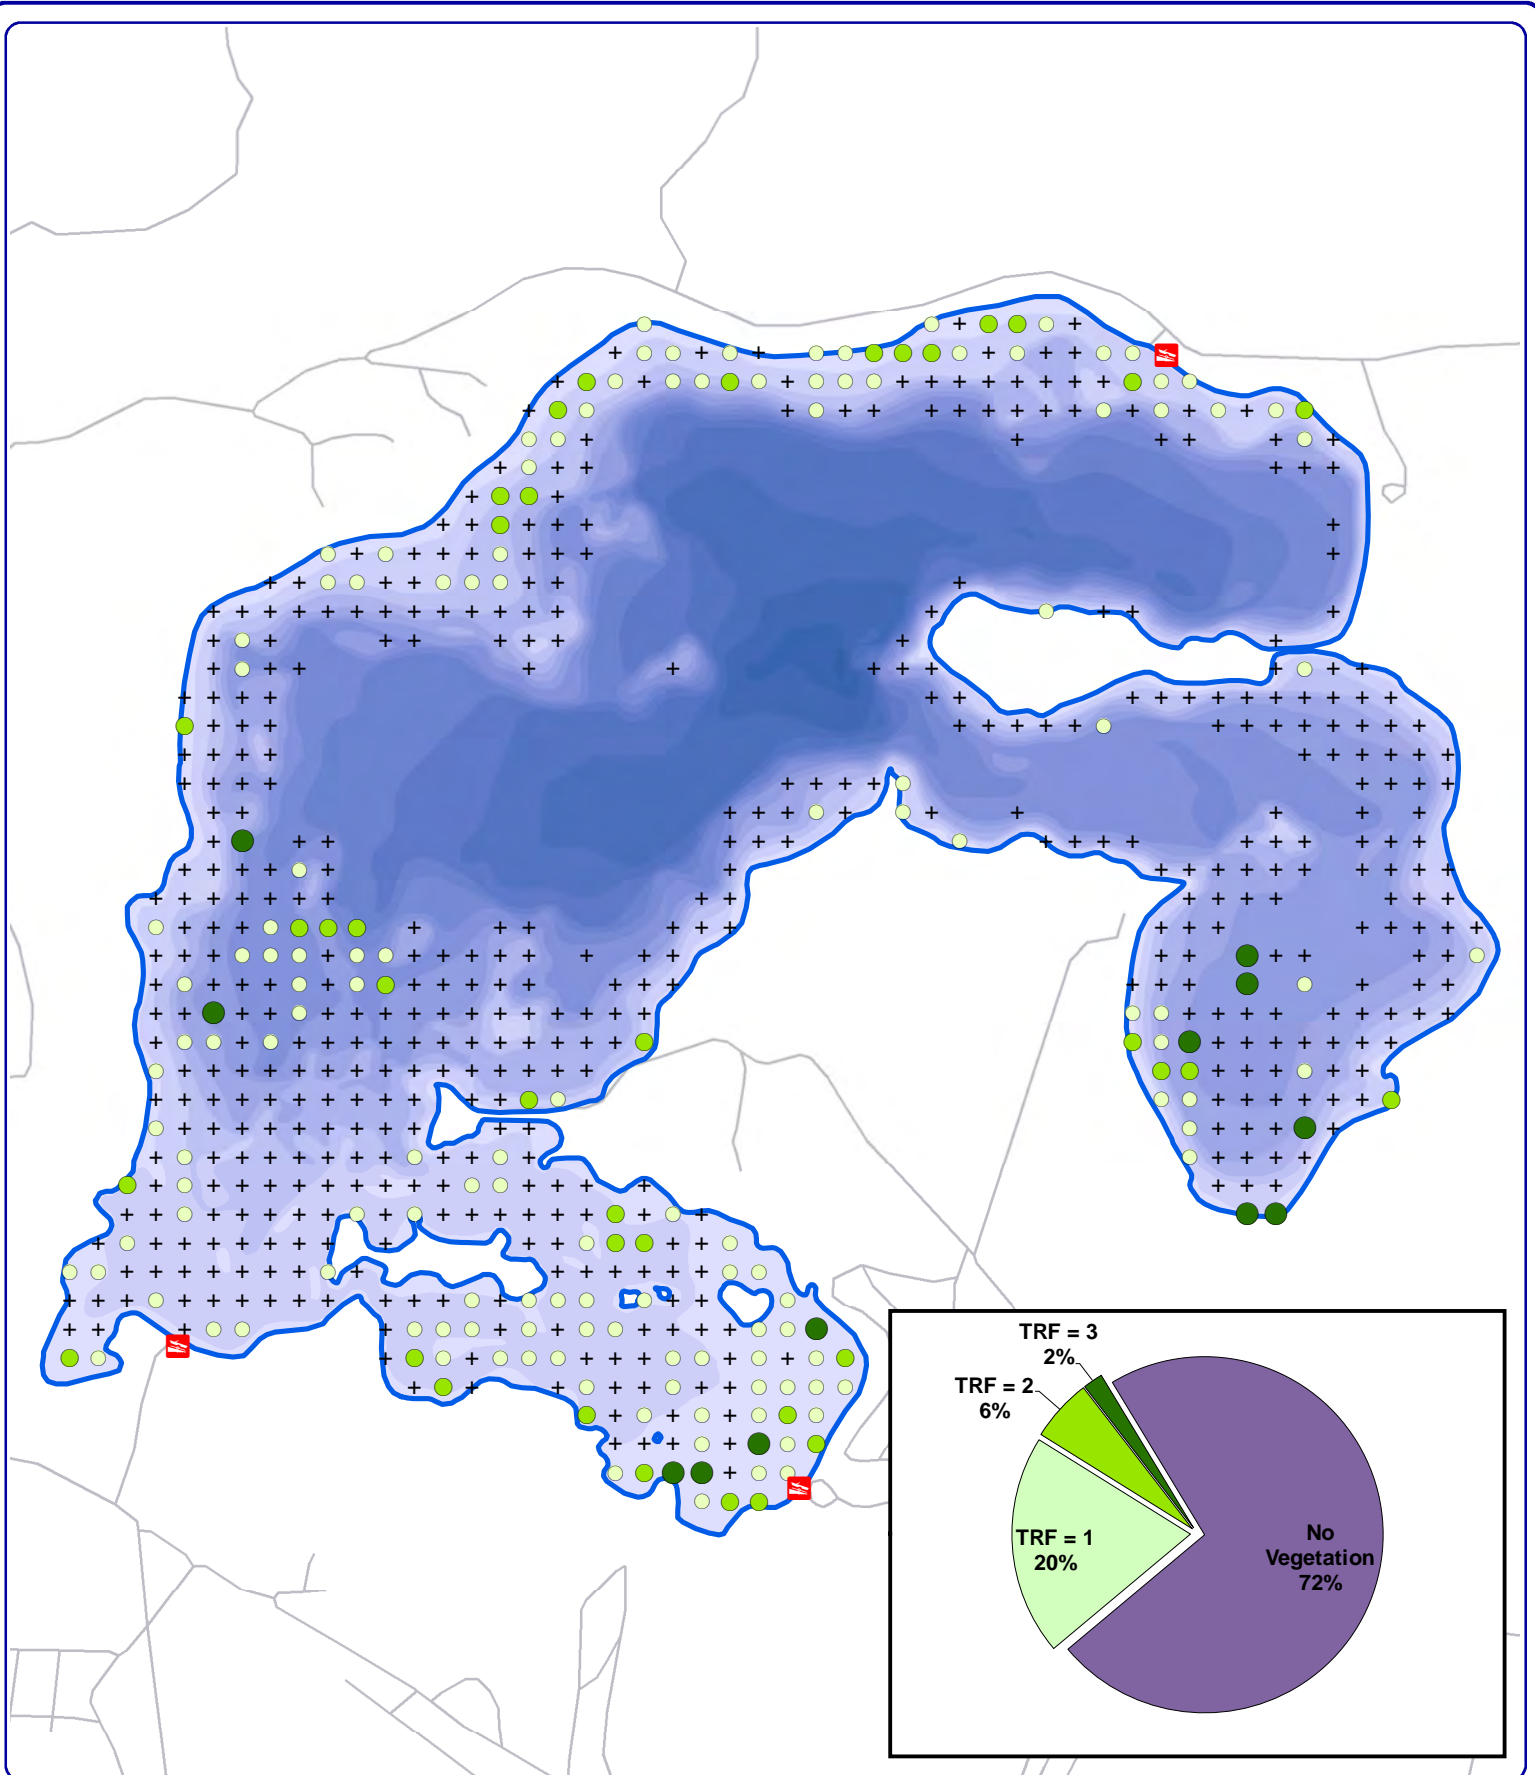 TRF = 3
2%
TRF = 2
6%
TRF = 1
20%
No
Vegetation
72%